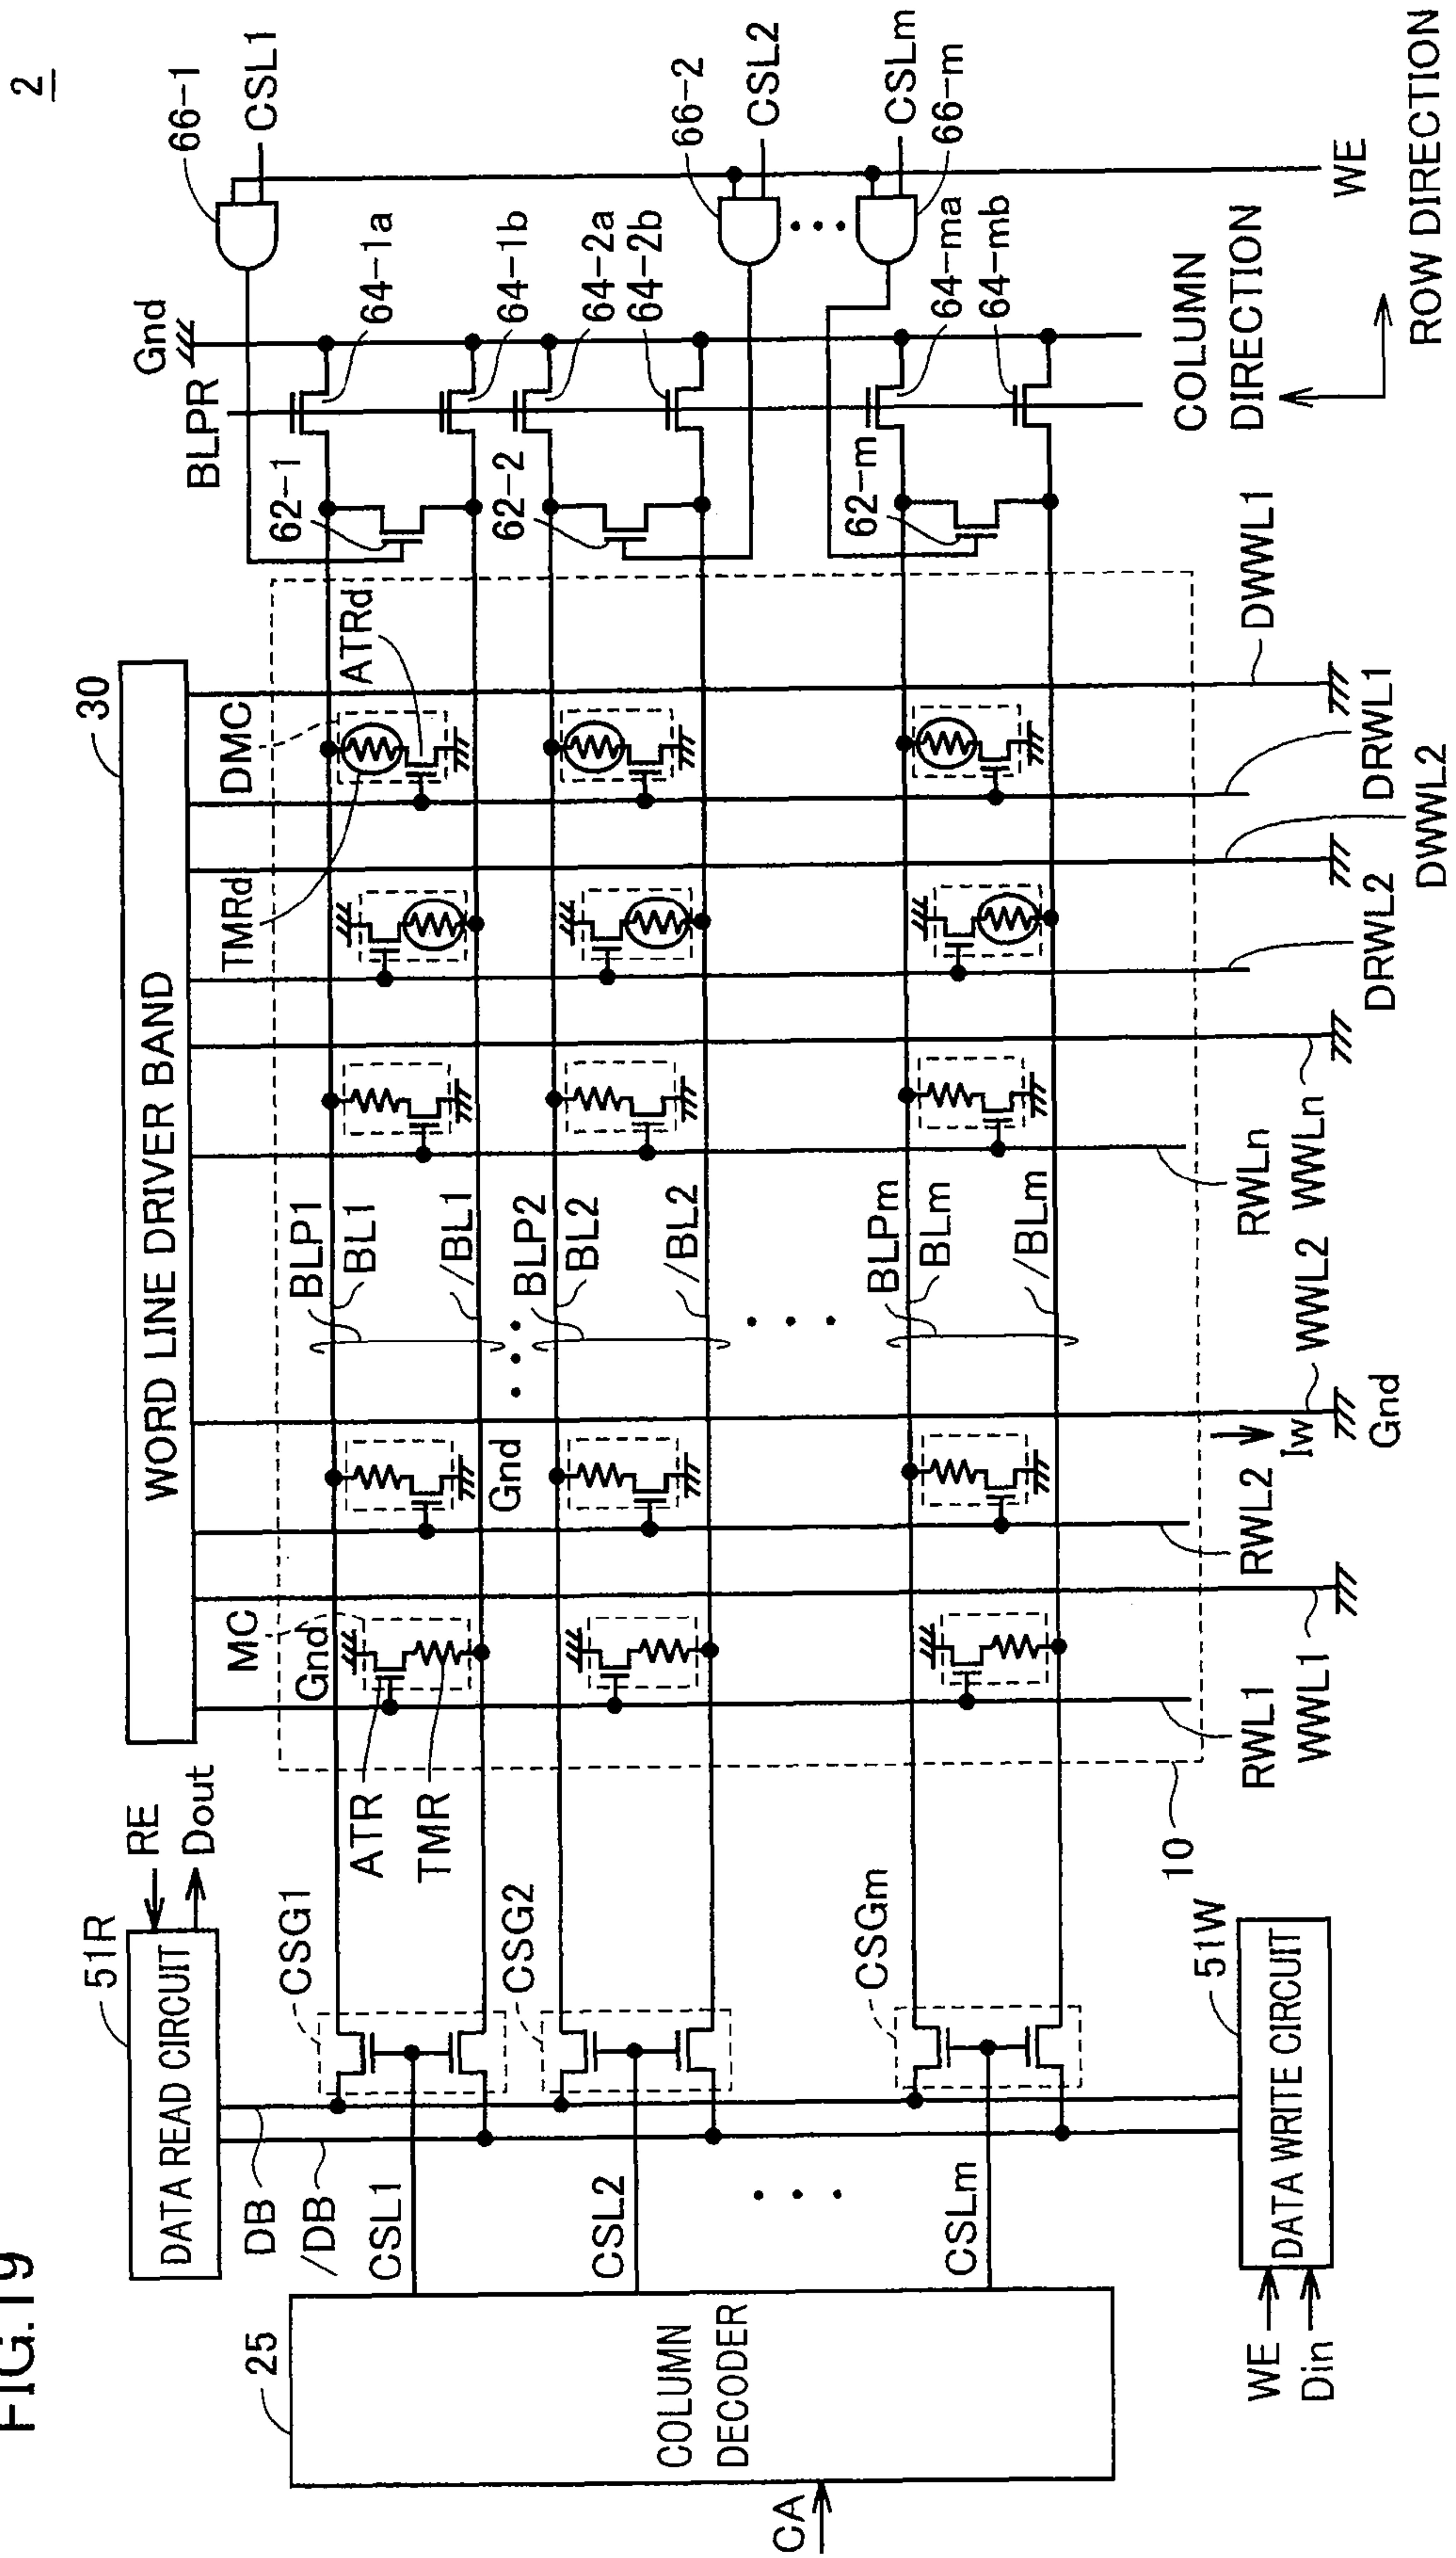 FIG.19
2
51R
DATA READ CIRCUIT
RE
Dout
30
WORD LINE DRIVER BAND
66-1
CSL1
DB
/DB
CSG1
ATR
TMR
MC
Gnd
Gnd
BLP1
BL1
/BL1
TMRd
DMC
ATRd
62-1
BLPR
Gnd
64-1a
64-1b
25
COLUMN
DECODER
CA
CSL1
CSL2
CSLm
CSG2
BLP2
BL2
/BL2
62-2
64-2a
64-2b
66-2
CSL2
CSGm
BLPm
BLm
/BLm
62-m
64-ma
64-mb
CSLm
66-m
WE
10
RWL1
WWL1
RWL2
Iw
WWL2
Gnd
RWLn
WWLn
DRWL2
DWWL2
DRWL1
DWWL1
COLUMN
DIRECTION
ROW DIRECTION
51W
DATA WRITE CIRCUIT
WE
Din